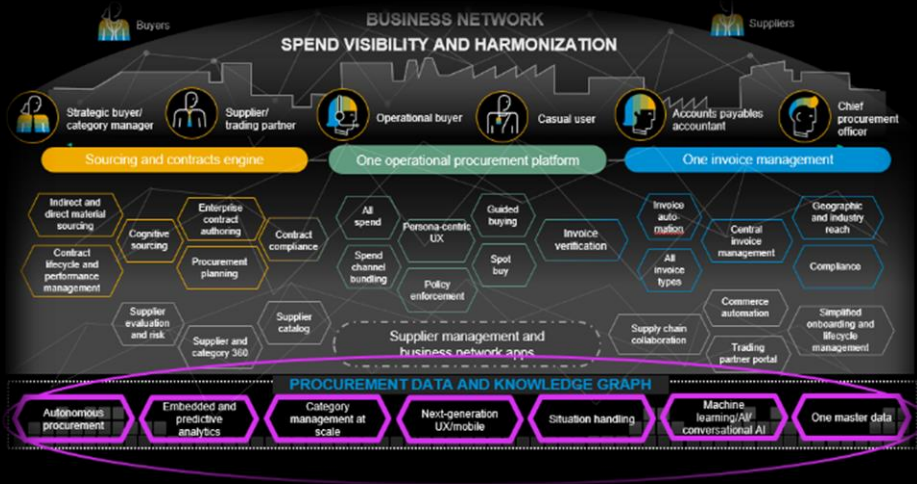 BUSINESS NETWORK
Buyers
Suppliers
SPEND VISIBILITY AND HARMONIZATION
Strategic buyer/
category manager
Supplier/
trading partner
Operational buyer
Casual user
Accounts payables
accountant
Chief
procurement
officer
Sourcing and contracts engine
One operational procurement platform
One invoice management
Indirect and
direct material
sourcing
Contract
lifecycle and
performance
management
Cognitive
sourcing
Enterprise
contract
authoring
Procurement
planning
Contract
compliance
Supplier
evaluation
and risk
Supplier and
category 360
Supplier
catalog
All
spend
Spend
channel
bundling
Persona-centric
UX
Policy
enforcement
Guided
buying
Spot
buy
Invoice
verification
Supplier management and
business network apps
Invoice
auto-
mation
All
invoice
types
Central
invoice
management
Geographic
and industry
reach
Compliance
Supply chain
collaboration
Commerce
automation
Trading
partner portal
Simplified
onboarding and
lifecycle
management
PROCUREMENT DATA AND KNOWLEDGE GRAPH
Autonomous
procurement
Embedded and
predictive
analytics
Category
management at
scale
Next-generation
UX/mobile
Situation handling
Machine
learning/AI/
conversational AI
One master data